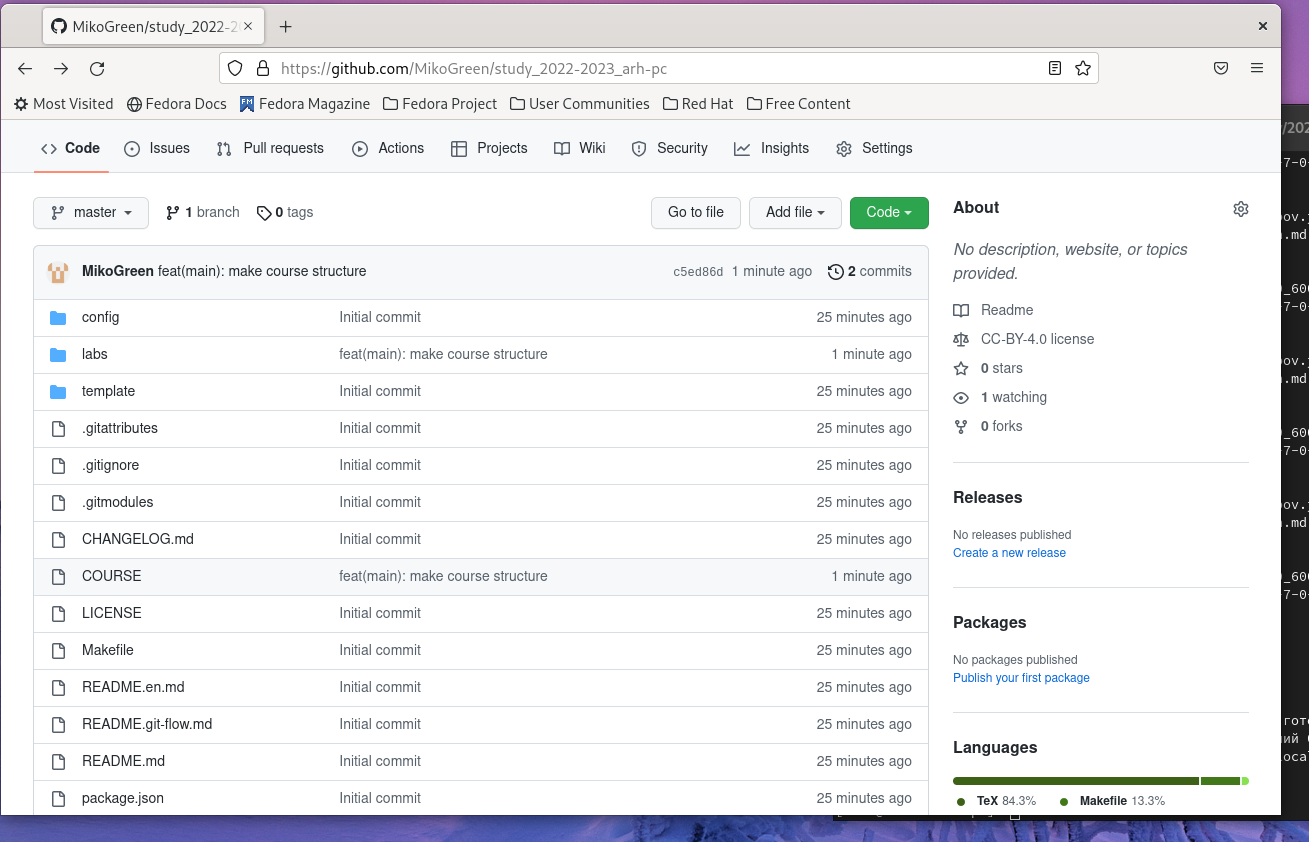 MikoGreen/study_2022-2
https://github.com/MikoGreen/study_2022-2023_arh-pc
Most Visited Fedora Docs Fedora Magazine Fedora Project User Communities Red Hat Free Content
Code Issues Pull requests Actions Projects Wiki Security Insights Settings
master 1 branch 0 tags Go to file Add file Code
MikoGreen feat(main): make course structure c5ed86d 1 minute ago 2 commits
config Initial commit 25 minutes ago
labs feat(main): make course structure 1 minute ago
template Initial commit 25 minutes ago
.gitattributes Initial commit 25 minutes ago
.gitignore Initial commit 25 minutes ago
.gitmodules Initial commit 25 minutes ago
CHANGELOG.md Initial commit 25 minutes ago
COURSE feat(main): make course structure 1 minute ago
LICENSE Initial commit 25 minutes ago
Makefile Initial commit 25 minutes ago
README.en.md Initial commit 25 minutes ago
README.git-flow.md Initial commit 25 minutes ago
README.md Initial commit 25 minutes ago
package.json Initial commit 25 minutes ago
About
No description, website, or topics
provided.
Readme
CC-BY-4.0 license
0 stars
1 watching
0 forks
Releases
No releases published
Create a new release
Packages
No packages published
Publish your first package
Languages
TeX 84.3% Makefile 13.3%